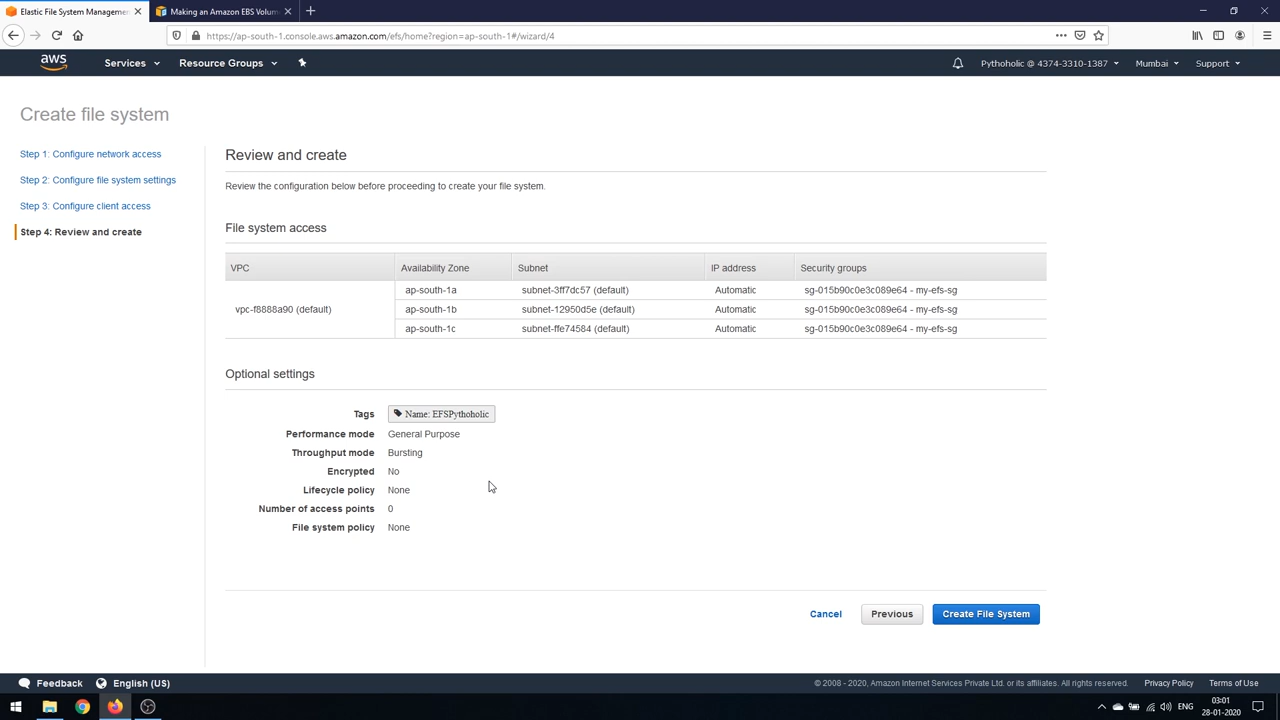 Elastic File System Managemen
Making an Amazon EBS Volum
https://ap-south-1.console.aws.amazon.com/efs/home?region=ap-south-1#/wizard/4
aws
Services
Resource Groups
Pythoholic @ 4374-3310-1387
Mumbai
Support
Create file system
Step 1: Configure network access
Step 2: Configure file system settings
Step 3: Configure client access
Step 4: Review and create
Review and create
Review the configuration below before proceeding to create your file system.
File system access
VPC Availability Zone Subnet IP address Security groups
vpc-f8888a90 (default)
ap-south-1a subnet-3ff7dc57 (default) Automatic sg-015b90c0e3c089e64 - my-efs-sg
ap-south-1b subnet-12950d5e (default) Automatic sg-015b90c0e3c089e64 - my-efs-sg
ap-south-1c subnet-ffe74584 (default) Automatic sg-015b90c0e3c089e64 - my-efs-sg
Optional settings
Tags Name: EFSPythoholic
Performance mode General Purpose
Throughput mode Bursting
Encrypted No
Lifecycle policy None
Number of access points 0
File system policy None
Cancel
Previous
Create File System
Feedback
English (US)
© 2008 - 2020, Amazon Internet Services Private Ltd. or its affiliates. All rights reserved.
Privacy Policy
Terms of Use
ENG
03:01
28-01-2020